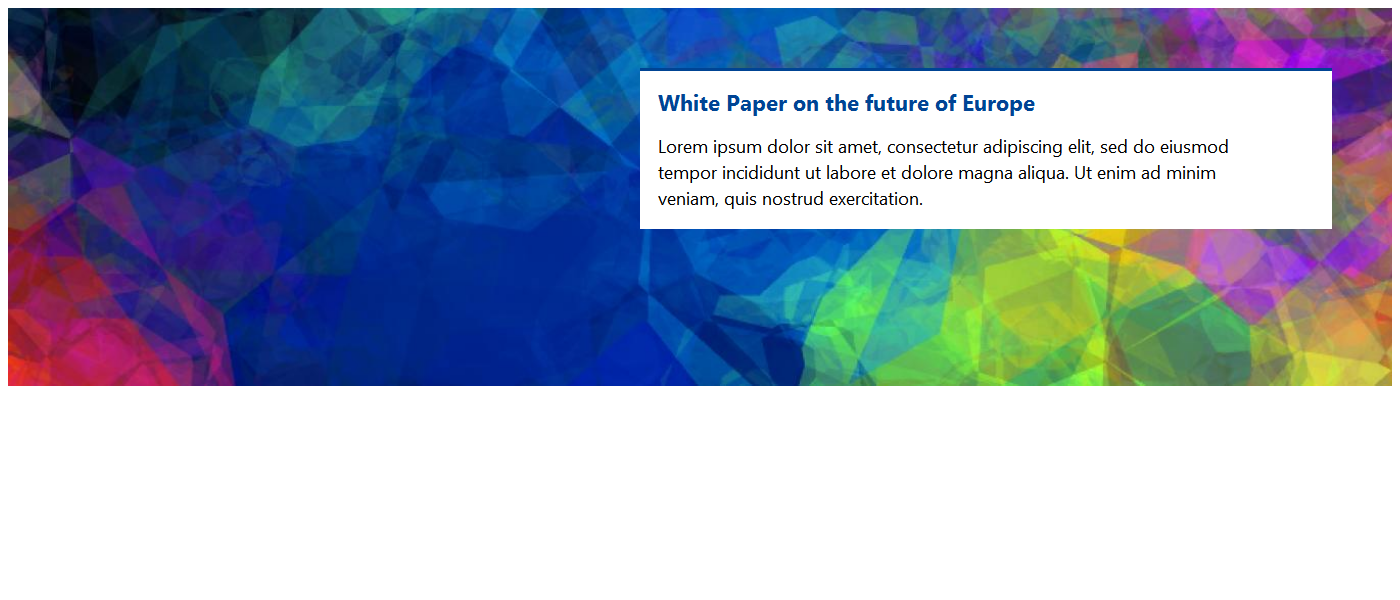 White Paper on the future of Europe
Lorem ipsum dolor sit amet, consectetur adipiscing elit, sed do eiusmod
tempor incididunt ut labore et dolore magna aliqua. Ut enim ad minim
veniam, quis nostrud exercitation.